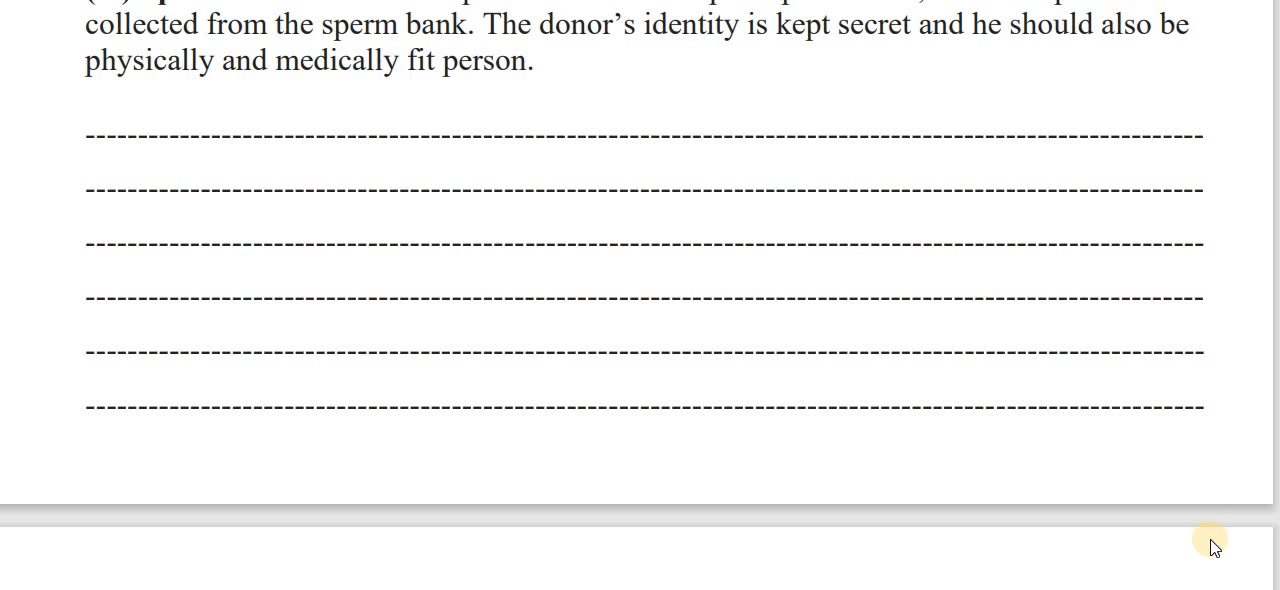 collected from the sperm bank. The donor’s identity is kept secret and he should also be
physically and medically fit person.